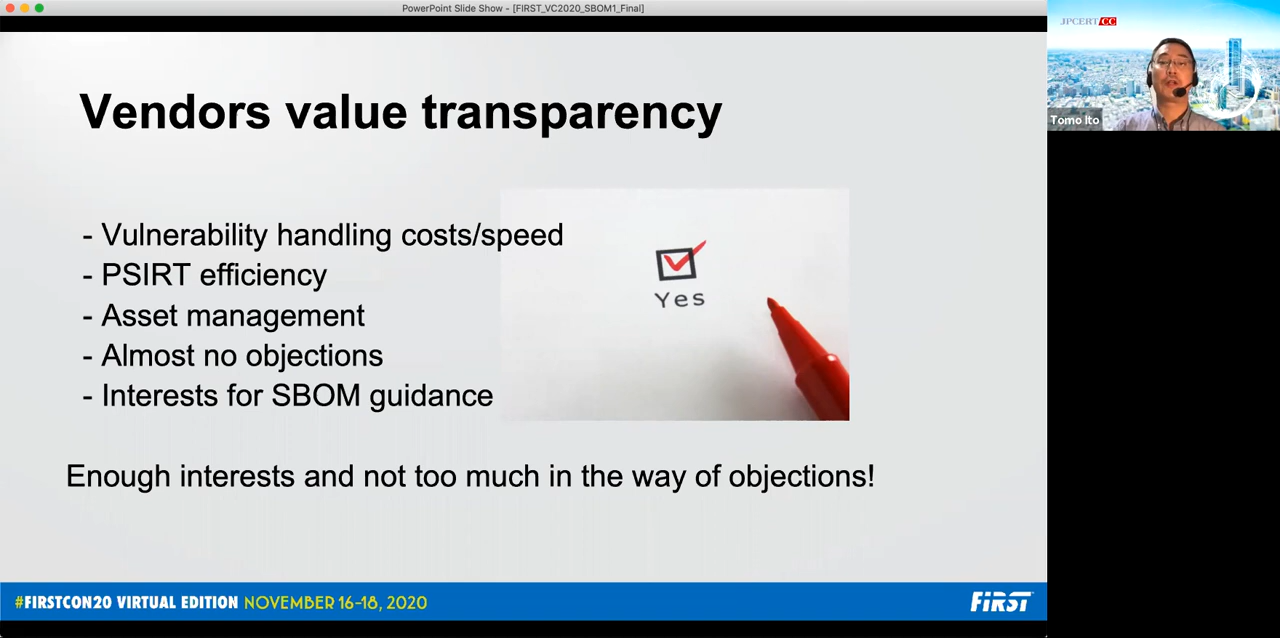 PowerPoint Slide Show - [FIRST_VC2020_SBOM1_Final]
JPCERT CC
Tomo Ito
Vendors value transparency
- Vulnerability handling costs/speed
- PSIRT efficiency
- Asset management
- Almost no objections
- Interests for SBOM guidance
Yes
Enough interests and not too much in the way of objections!
#FIRSTCON20 VIRTUAL EDITION NOVEMBER 16-18, 2020
FIRST